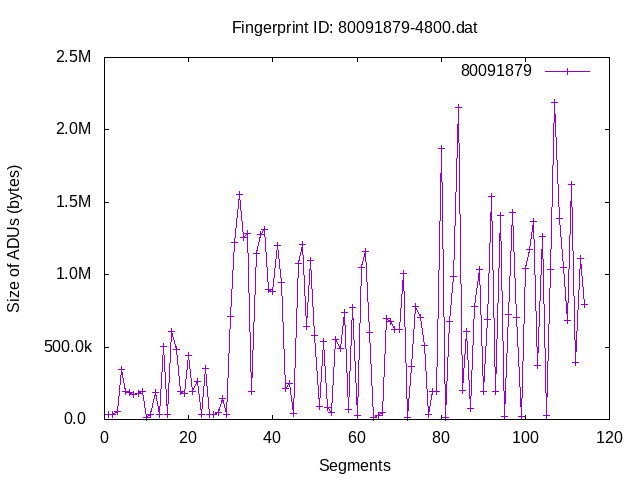 Fingerprint ID: 80091879-4800.dat
80091879
Size of ADUs (bytes)
2.5M
2.0M
1.5M
1.0M
500.0k
0.0
0 20 40 60 80 100 120
Segments